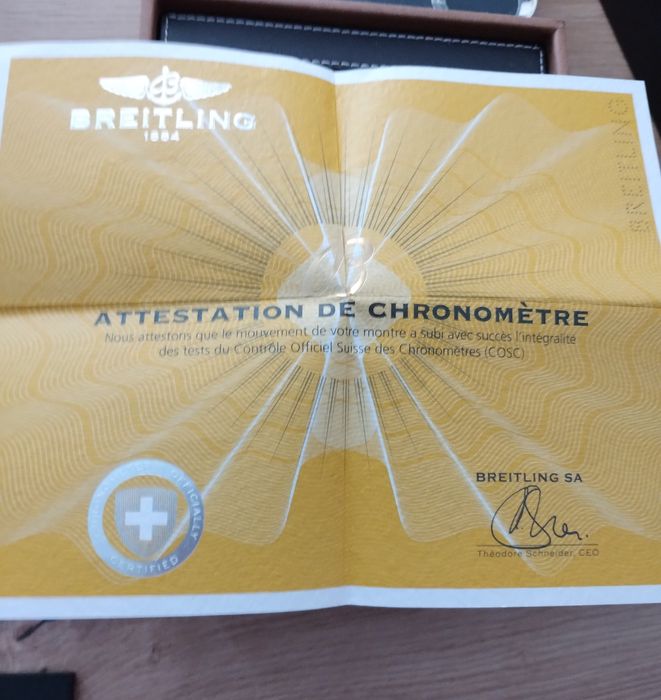 BREITLING
1884
BREITLING
ATTESTATION DE CHRONOMÈTRE
Nous attestons que le mouvement de votre montre a subi avec succès l'intégralité
des tests du Contrôle Officiel Suisse des Chronomètres (COSC)
OFFICIALLY
CERTIFIED
BREITLING SA
Théodore Schneider, CEO